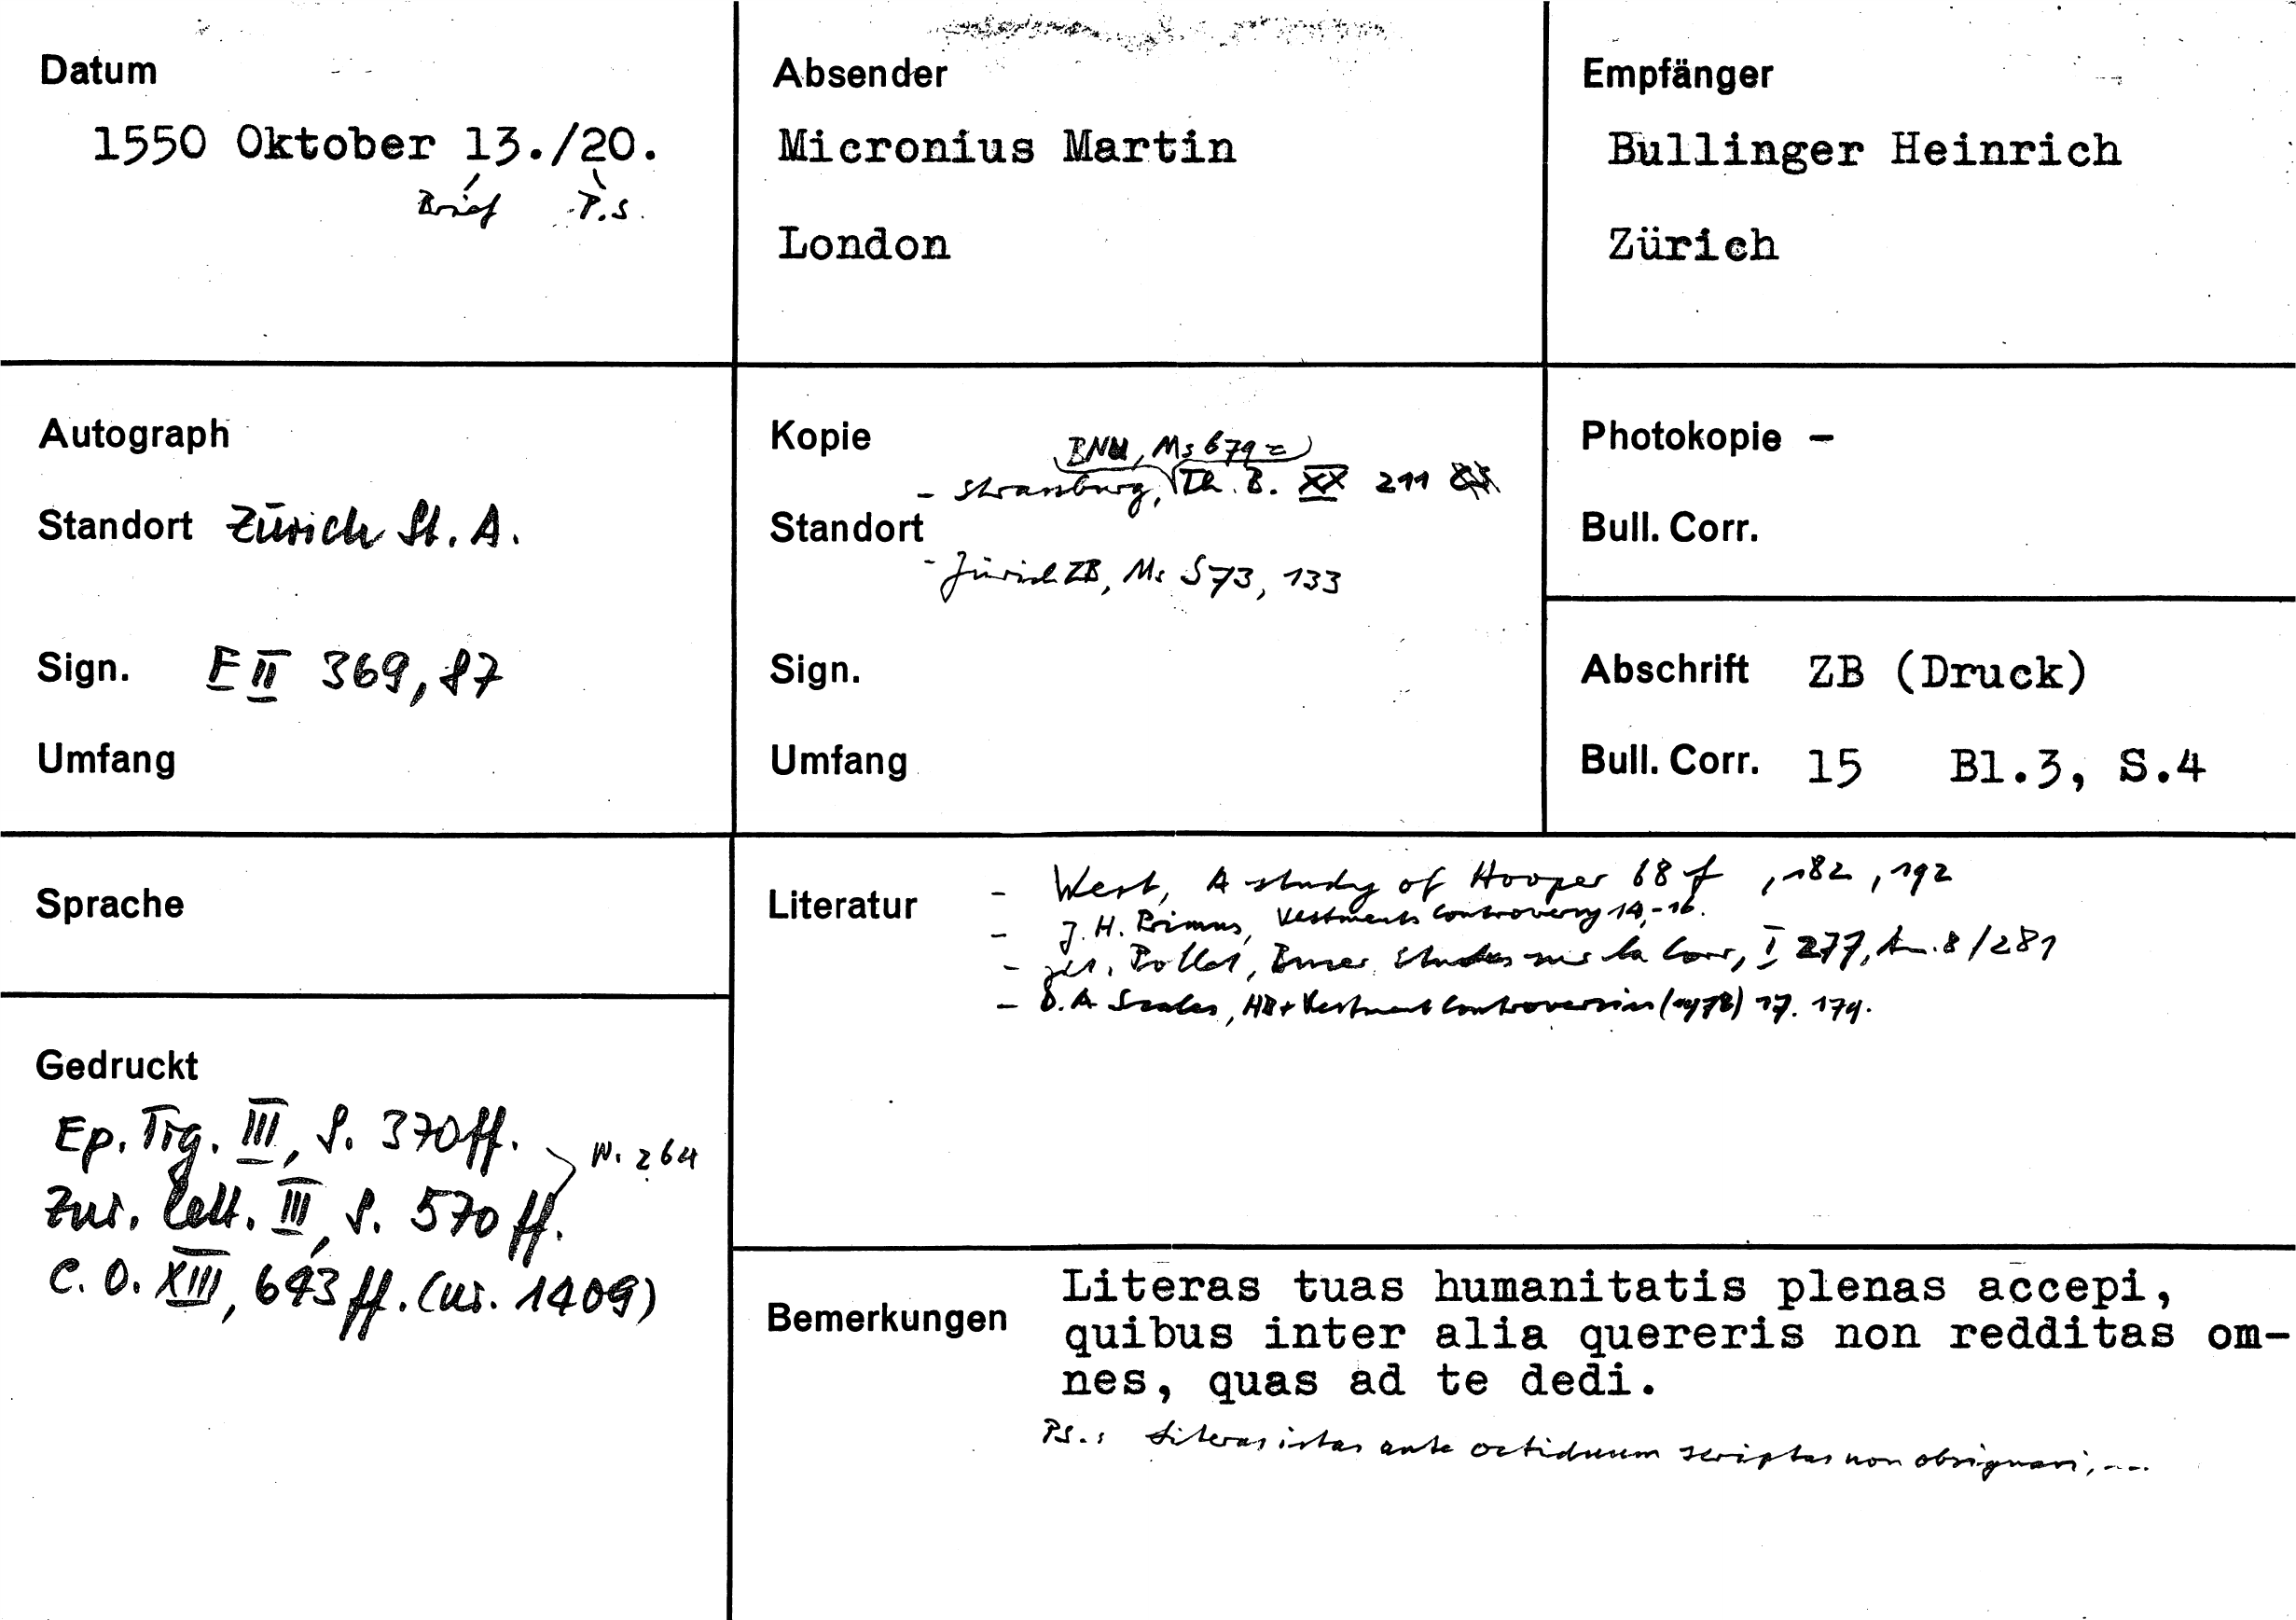 Datum
1550 Oktober 13./20.
Brief P.S.
Absender
Micronius Martin
London
Empfänger
Bullinger Heinrich
Zürich
Autograph
Standort Zürich St. A.
Sign. E II 369, 87
Umfang
Kopie
BNU, Ms 679 =
- Strassburg, Th. B. XX 211
Standort
- Zürich ZB, Ms S 73, 133
Sign.
Umfang
Photokopie –
Bull. Corr.
Abschrift ZB (Druck)
Bull. Corr. 15 Bl.3, S.4
Sprache
Gedruckt
Ep. Tig. III, S. 370ff.
N. 264
Zur. Lett. III, S. 570 ff.
C. O. XIII, 643 ff. (nr. 1409)
Literatur
- West, A study of Hooper 68 f, 182, 192
- J. H. Primus, Vestments Controversy 14-16.
- Pollet, Bucer Etudes sur la Corr, I 277, A. 8 / 281
- D. A Scales, HB + Vestment Controversies (1978) 17. 179.
Bemerkungen
Literas tuas humanitatis plenas accepi,
quibus inter alia quereris non redditas om-
nes, quas ad te dedi.
PS.: Literas istas ante octiduum scriptas non obsignavi, ---